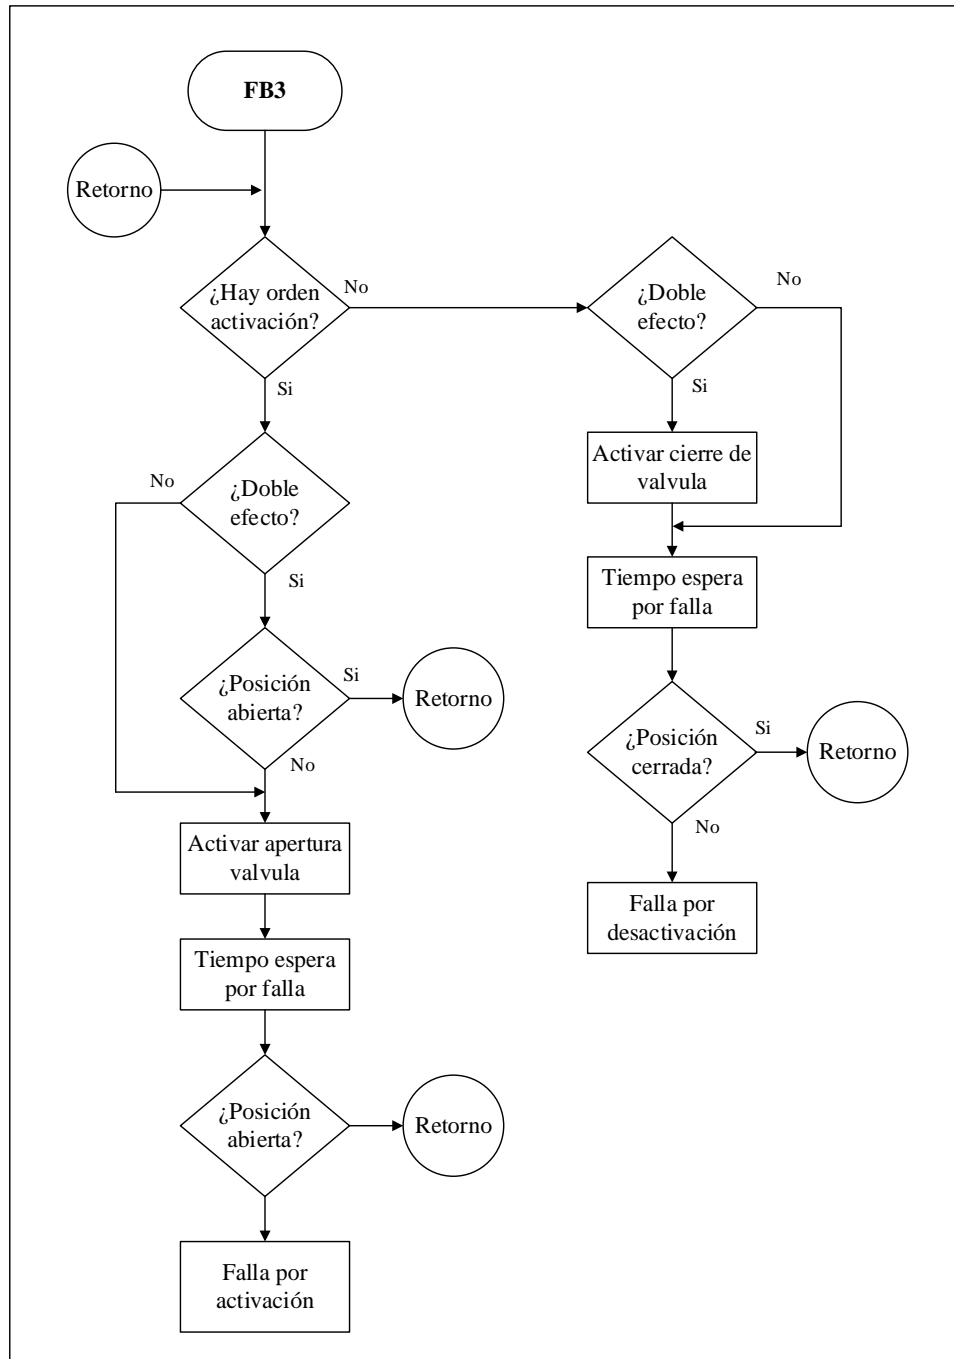 FB3
Retorno
¿Hay orden
activación?
No
Si
¿Doble
efecto?
No
Si
Activar cierre de
valvula
Tiempo espera
por falla
¿Posición
cerrada?
Si
Retorno
No
Falla por
desactivación
¿Doble
efecto?
No
Si
¿Posición
abierta?
Si
Retorno
No
Activar apertura
valvula
Tiempo espera
por falla
¿Posición
abierta?
Retorno
Falla por
activación